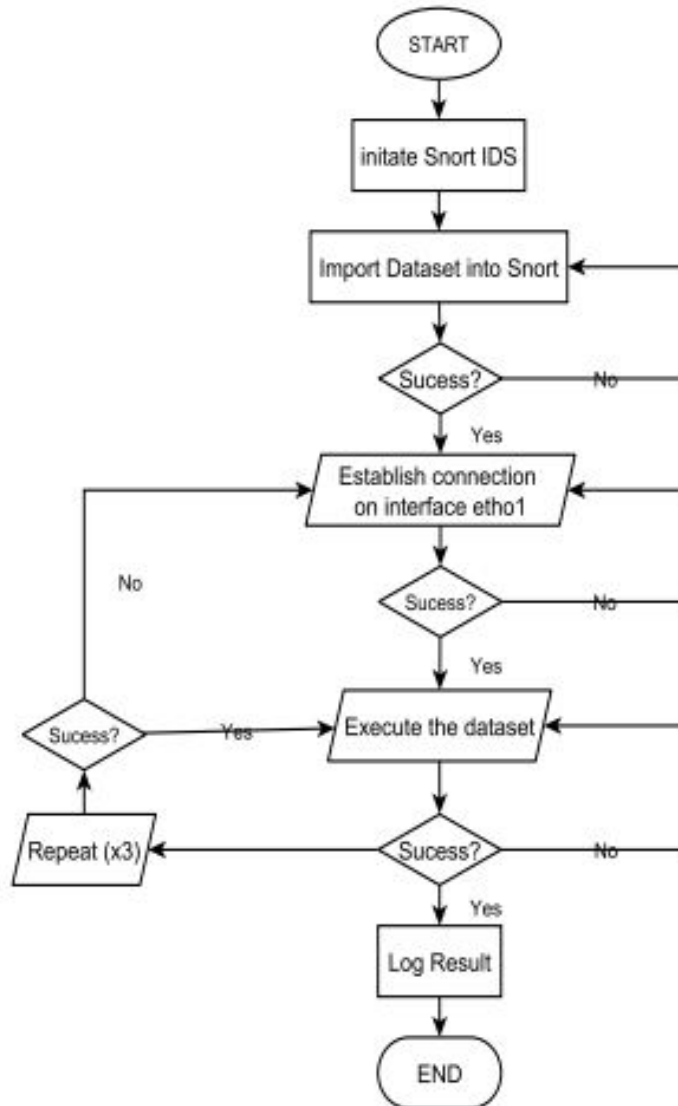 START
initate Snort IDS
Import Dataset into Snort
Sucess?
No
Yes
Establish connection
on interface etho1
No
Sucess?
No
Yes
Sucess?
Yes
Execute the dataset
Repeat (x3)
Sucess?
No
Yes
Log Result
END